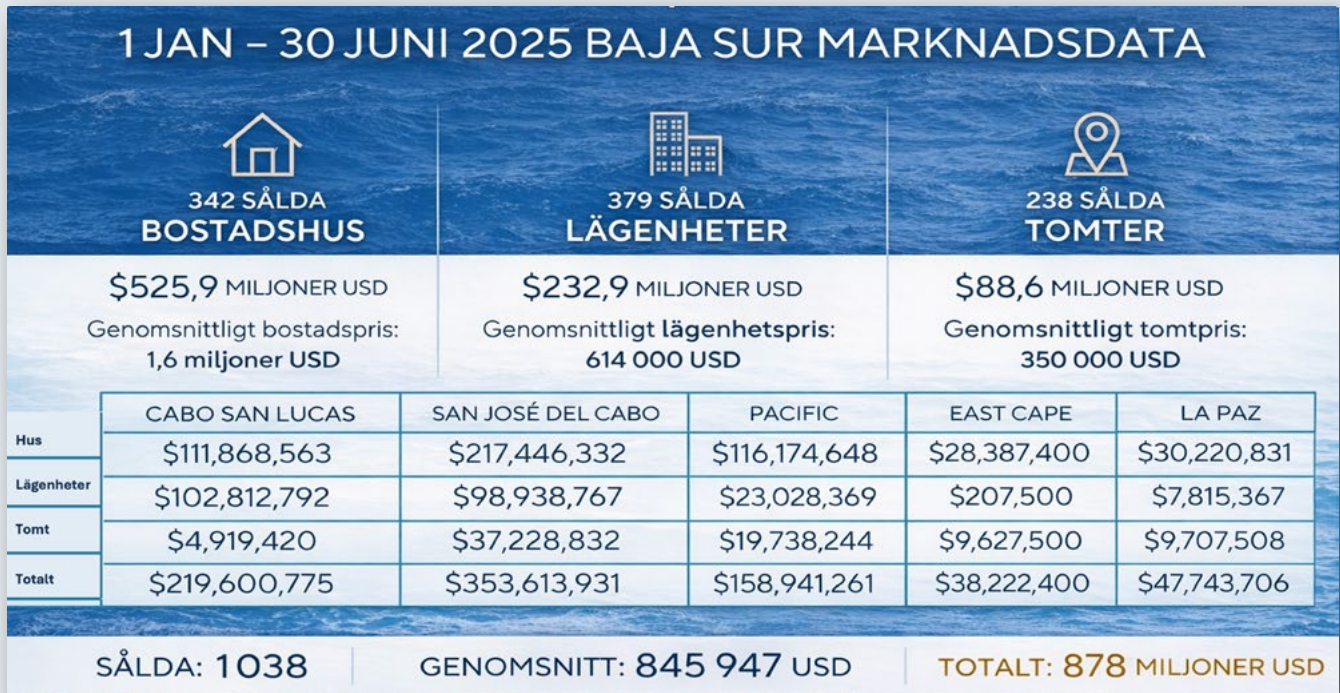 1 JAN – 30 JUNI 2025 BAJA SUR MARKNADSDATA
342 SÅLDA
BOSTADSHUS
379 SÅLDA
LÄGENHETER
238 SÅLDA
TOMTER
$525,9 MILJONER USD
Genomsnittligt bostadspris:
1,6 miljoner USD
$232,9 MILJONER USD
Genomsnittligt lägenhetspris:
614 000 USD
$88,6 MILJONER USD
Genomsnittligt tomtpris:
350 000 USD
CABO SAN LUCAS SAN JOSÉ DEL CABO PACIFIC EAST CAPE LA PAZ
Hus $111,868,563 $217,446,332 $116,174,648 $28,387,400 $30,220,831
Lägenheter $102,812,792 $98,938,767 $23,028,369 $207,500 $7,815,367
Tomt $4,919,420 $37,228,832 $19,738,244 $9,627,500 $9,707,508
Totalt $219,600,775 $353,613,931 $158,941,261 $38,222,400 $47,743,706
SÅLDA: 1038 GENOMSNITT: 845 947 USD TOTALT: 878 MILJONER USD